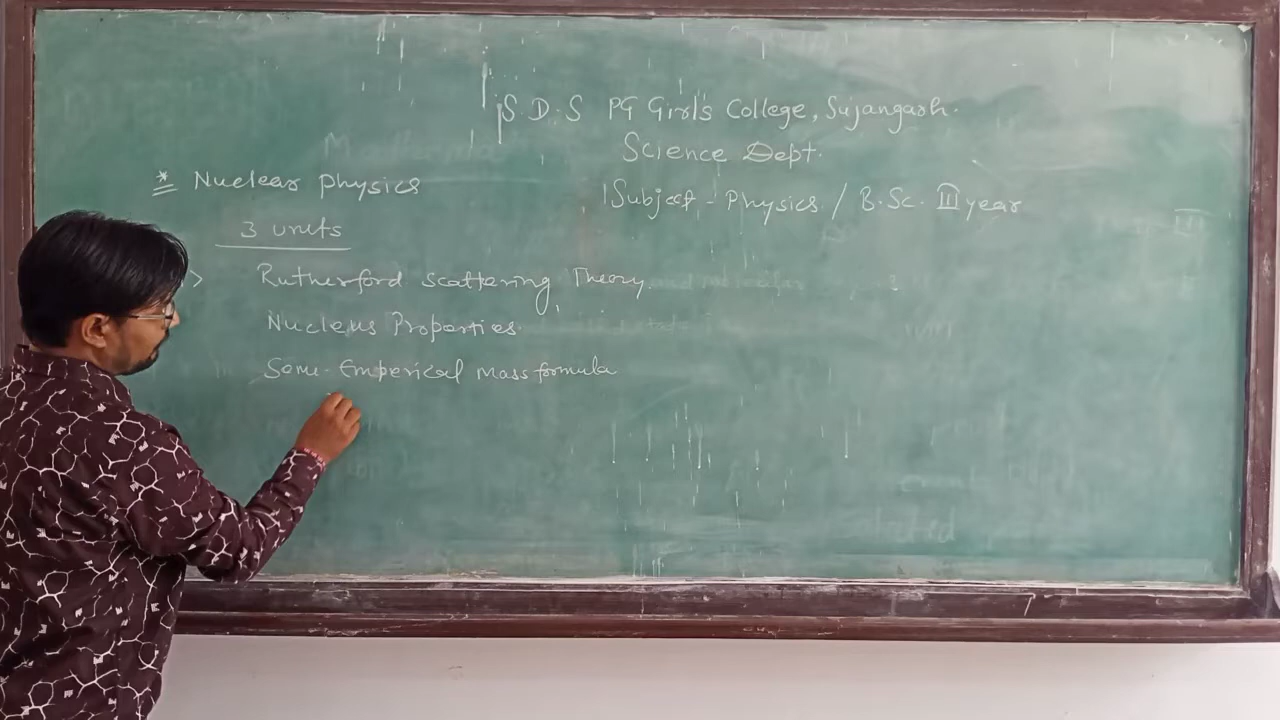 S.D.S PG Girl's College, Sujangarh.
Science Dept.
* Nuclear Physics
Subject - Physics / B.Sc. III year
3 units
> Rutherford Scattering Theory.
Nucleus Properties.
Semi-Emperical Mass formula